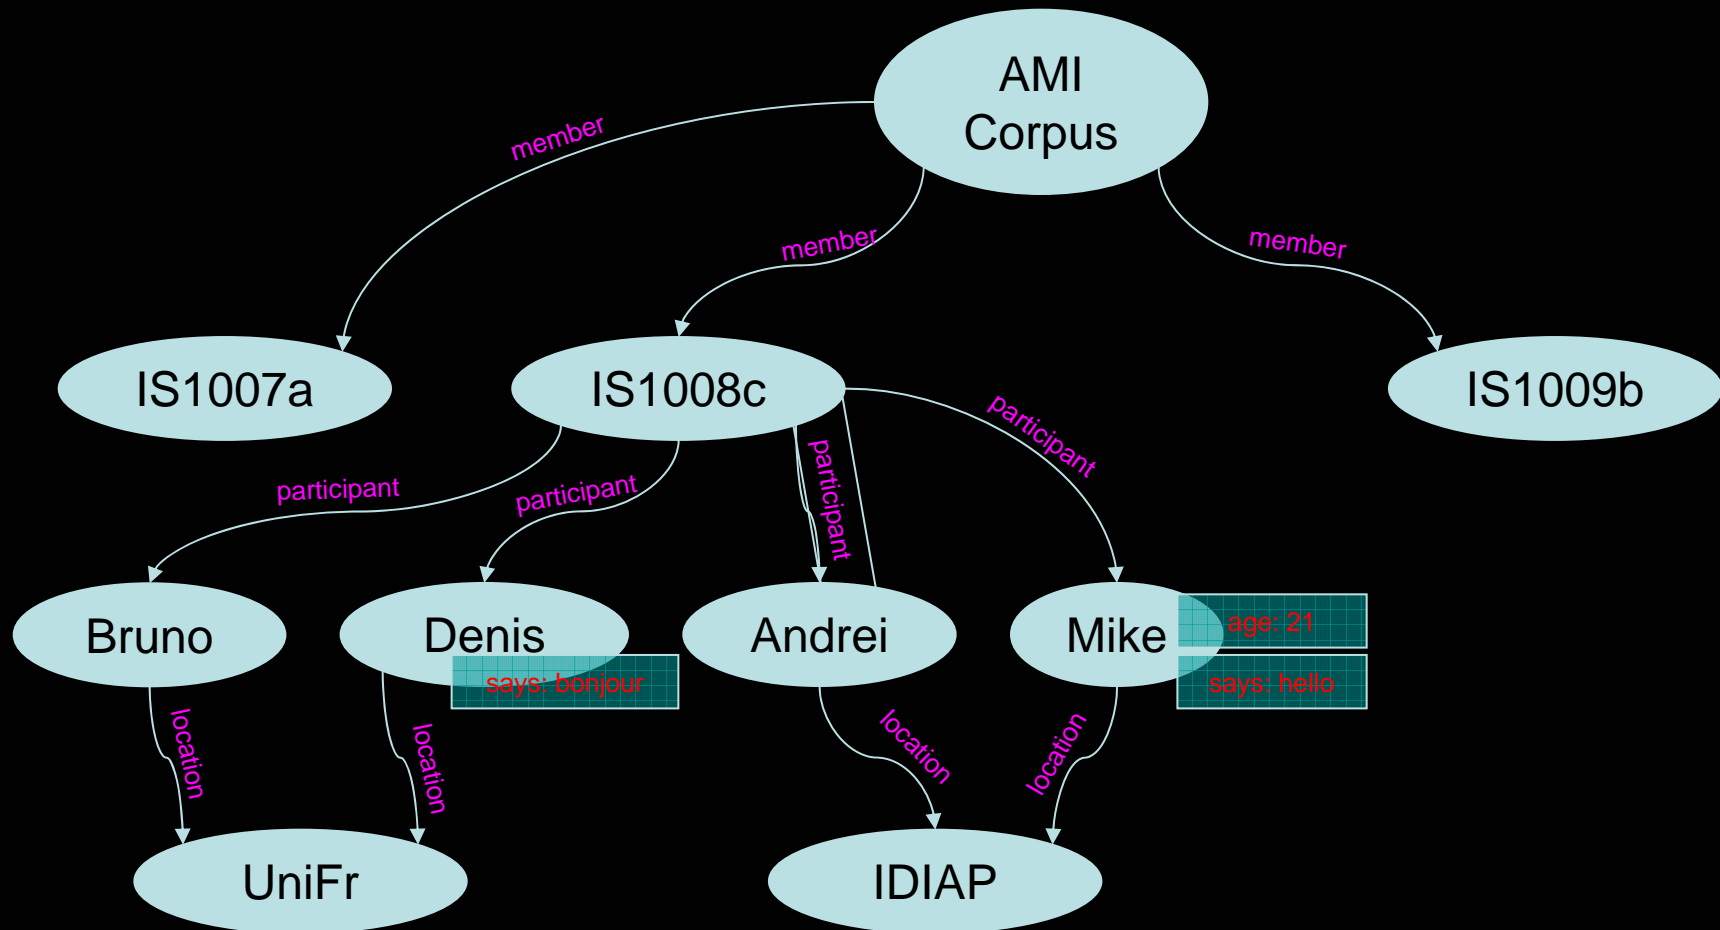 AMI
Corpus
member
member
member
IS1007a
IS1008c
IS1009b
participant
participant
participant
participant
Bruno
Denis
Andrei
Mike
age: 21
says: bonjour
says: hello
location
location
location
location
UniFr
IDIAP